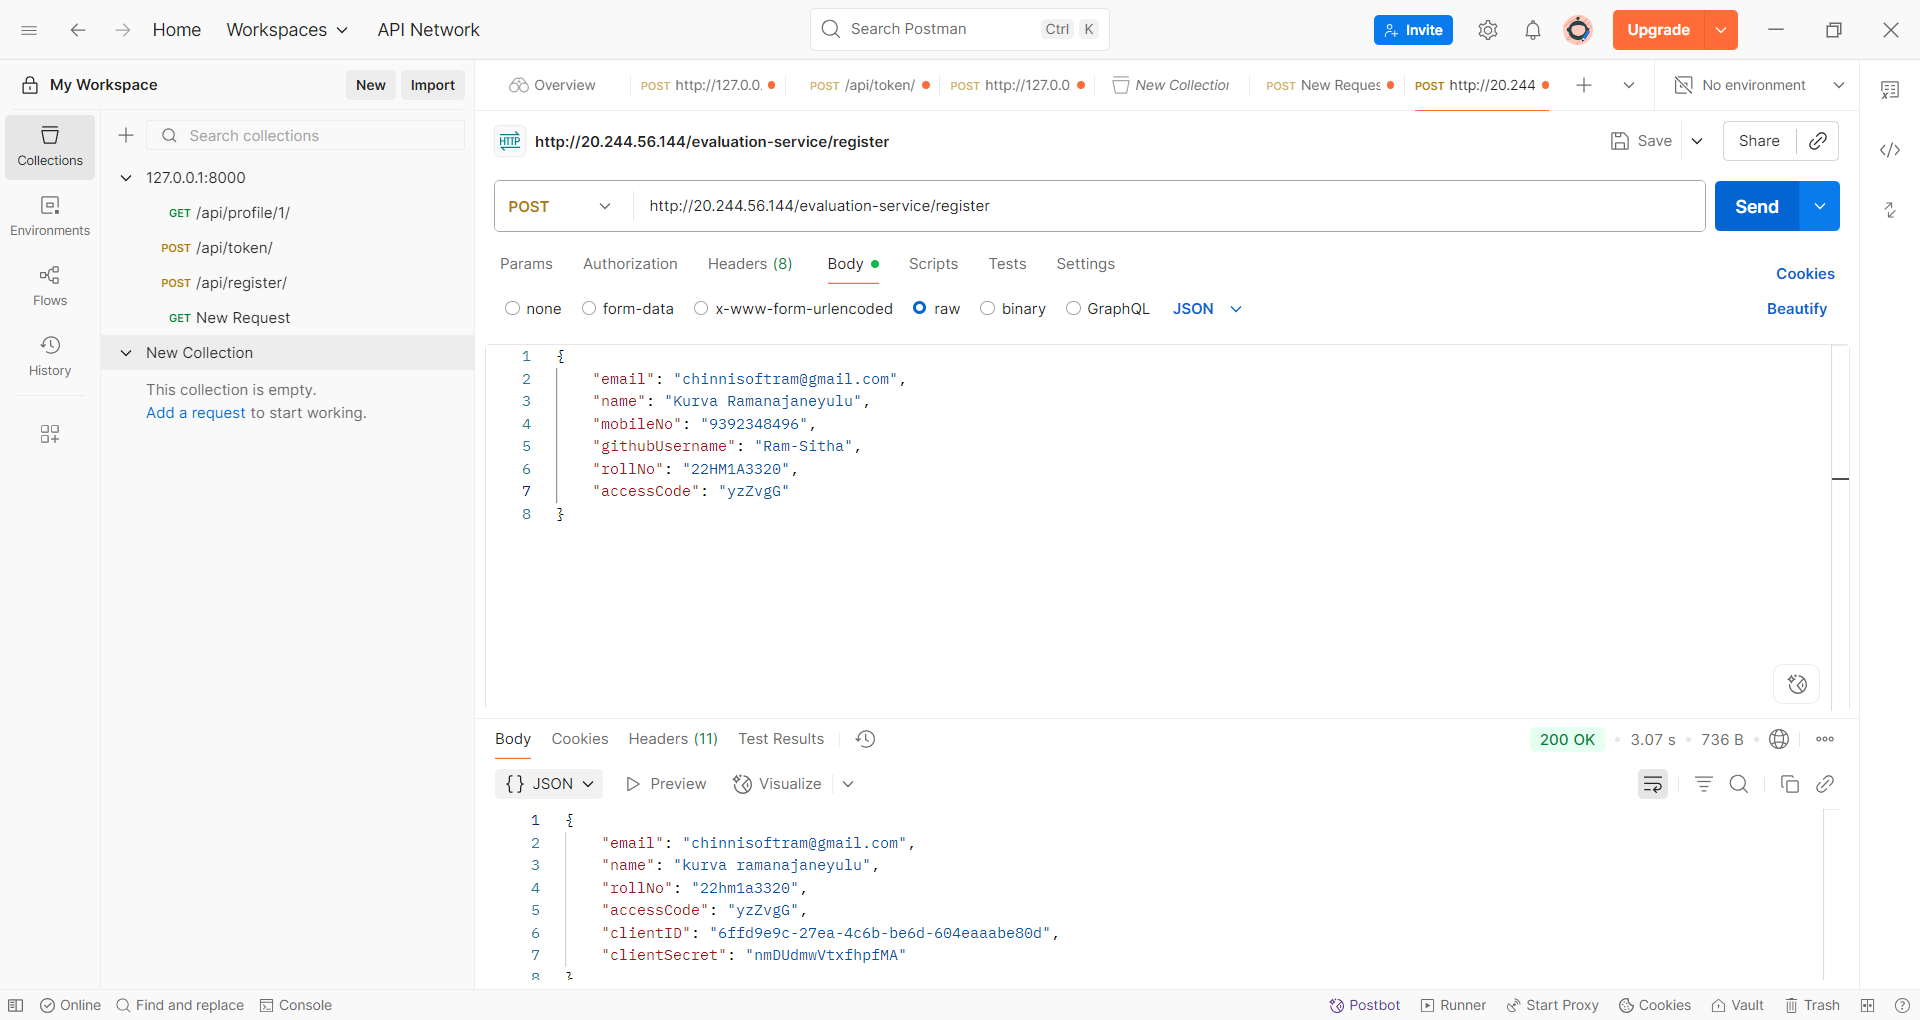 Home Workspaces API Network Search Postman Ctrl K Invite Upgrade
My Workspace New Import
Overview POST http://127.0.0. POST /api/token/ POST http://127.0.0 New Collection POST New Reques POST http://20.244 No environment
Collections
Environments
Flows
History
Search collections
127.0.0.1:8000
GET /api/profile/1/
POST /api/token/
POST /api/register/
GET New Request
New Collection
This collection is empty.
Add a request to start working.
HTTP http://20.244.56.144/evaluation-service/register Save Share
POST http://20.244.56.144/evaluation-service/register Send
Params Authorization Headers (8) Body Scripts Tests Settings Cookies
none form-data x-www-form-urlencoded raw binary GraphQL JSON Beautify
1 {
2 "email": "chinnisoftram@gmail.com",
3 "name": "Kurva Ramanajaneyulu",
4 "mobileNo": "9392348496",
5 "githubUsername": "Ram-Sitha",
6 "rollNo": "22HM1A3320",
7 "accessCode": "yzZvgG"
8 }
Body Cookies Headers (11) Test Results 200 OK 3.07 s 736 B
{} JSON Preview Visualize
1 {
2 "email": "chinnisoftram@gmail.com",
3 "name": "kurva ramanajaneyulu",
4 "rollNo": "22hm1a3320",
5 "accessCode": "yzZvgG",
6 "clientID": "6ffd9e9c-27ea-4c6b-be6d-604eaaabe80d",
7 "clientSecret": "nmDUdmwVtxfhpfMA"
8 }
Online Find and replace Console Postbot Runner Start Proxy Cookies Vault Trash